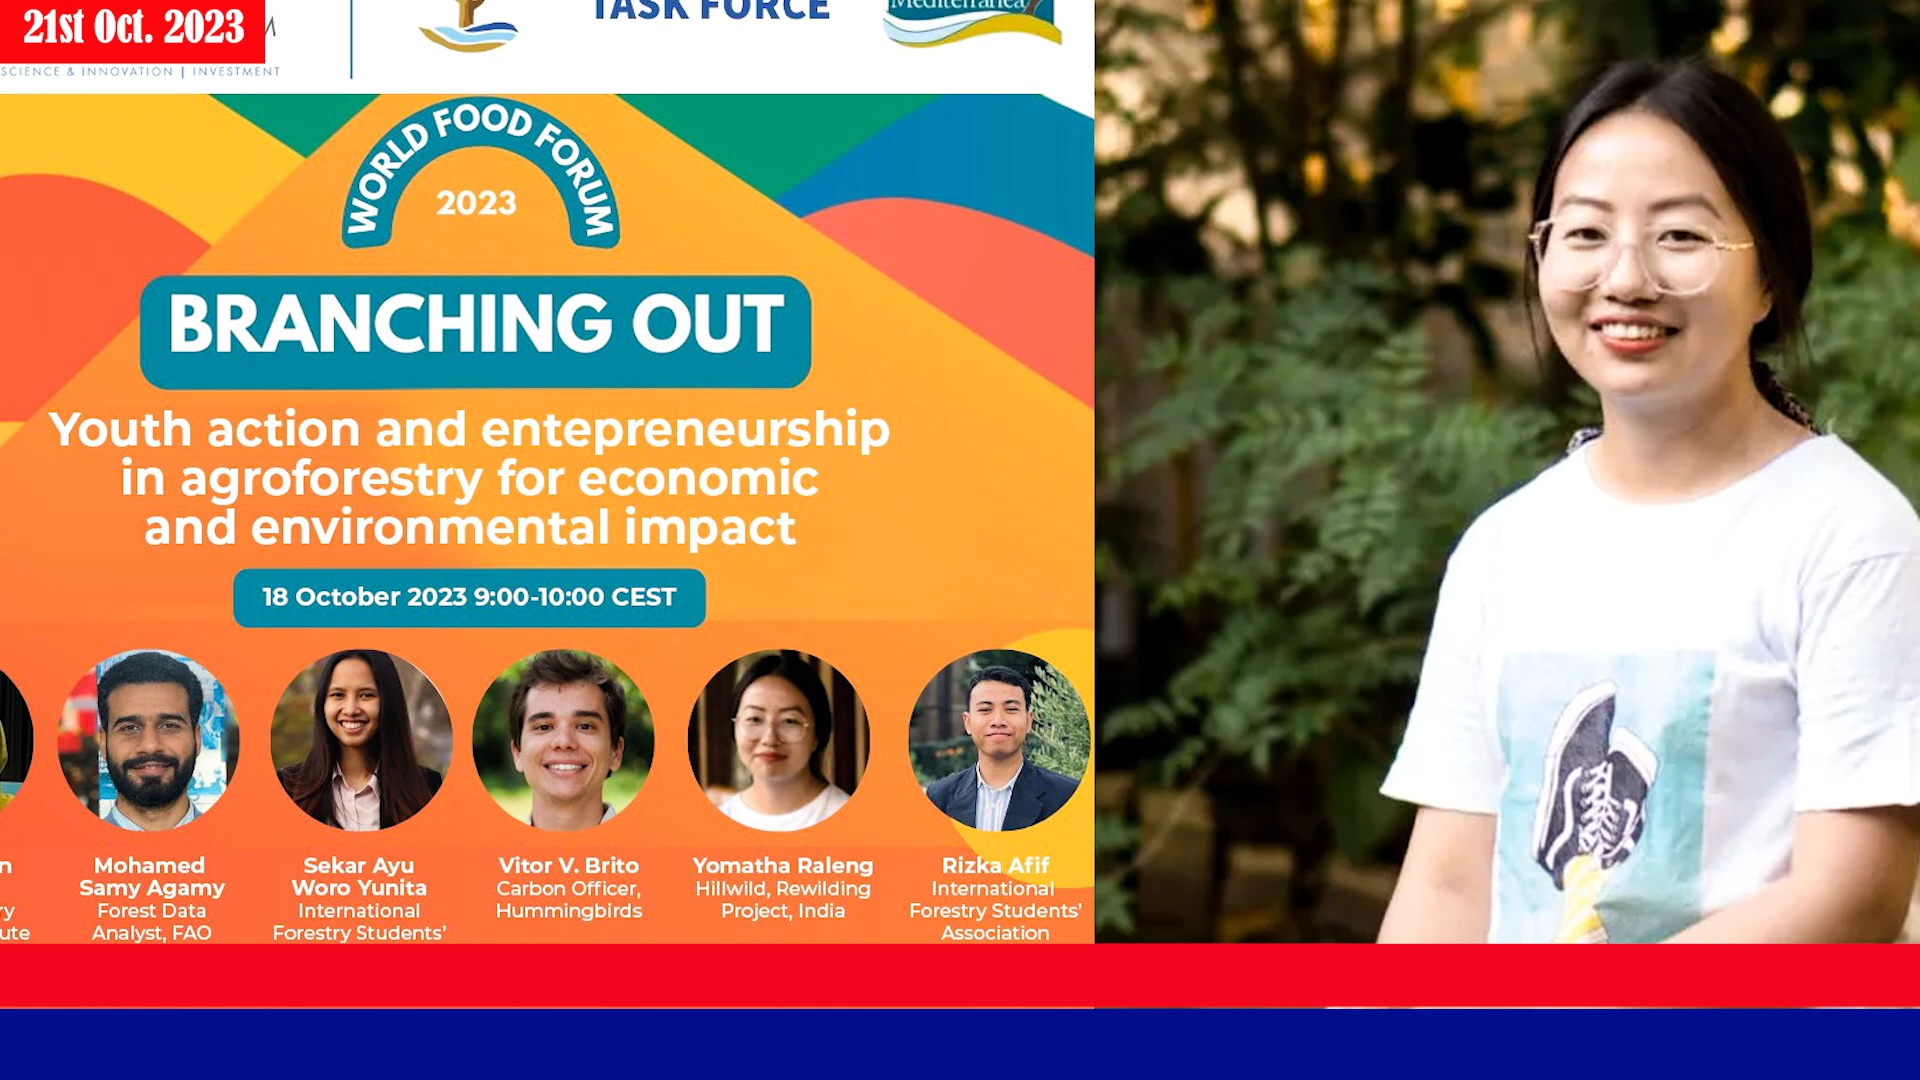 21st Oct. 2023
SCIENCE & INNOVATION | INVESTMENT
TASK FORCE
Mediterranea
WORLD FOOD FORUM
2023
BRANCHING OUT
Youth action and entepreneurship
in agroforestry for economic
and environmental impact
18 October 2023 9:00-10:00 CEST
Mohamed
Samy Agamy
Forest Data
Analyst, FAO
Sekar Ayu
Woro Yunita
International
Forestry Students'
Vitor V. Brito
Carbon Officer,
Hummingbirds
Yomatha Raleng
Hillwild, Rewilding
Project, India
Rizka Afif
International
Forestry Students'
Association